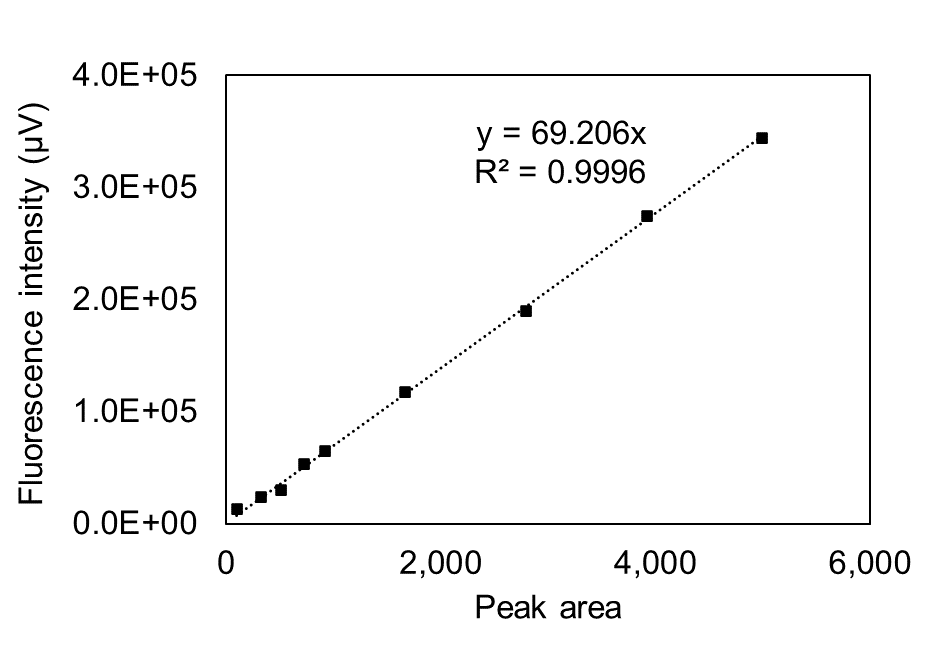 4.0E+05
3.0E+05
2.0E+05
1.0E+05
0.0E+00
Fluorescence intensity (μV)
y = 69.206x
R² = 0.9996
0 2,000 4,000 6,000
Peak area